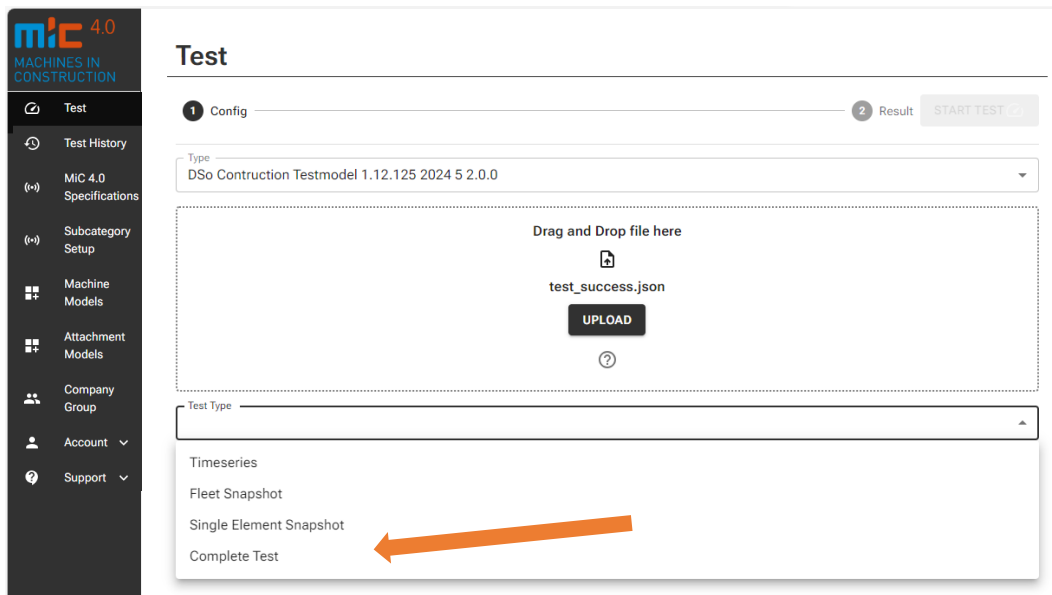 mic 4.0
MACHINES IN
CONSTRUCTION
Test
Test History
MiC 4.0
Specifications
Subcategory
Setup
Machine
Models
Attachment
Models
Company
Group
Account
Support
Test
1 Config
2 Result
START TEST
Type
DSo Contruction Testmodel 1.12.125 2024 5 2.0.0
Drag and Drop file here
test_success.json
UPLOAD
?
Test Type
Timeseries
Fleet Snapshot
Single Element Snapshot
Complete Test